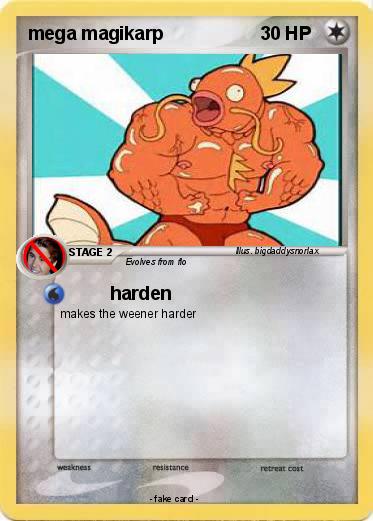 mega magikarp 30 HP
STAGE 2
Evolves from flo
Illus. bigdaddysnorlax
harden
makes the weener harder
weakness resistance retreat cost
- fake card -